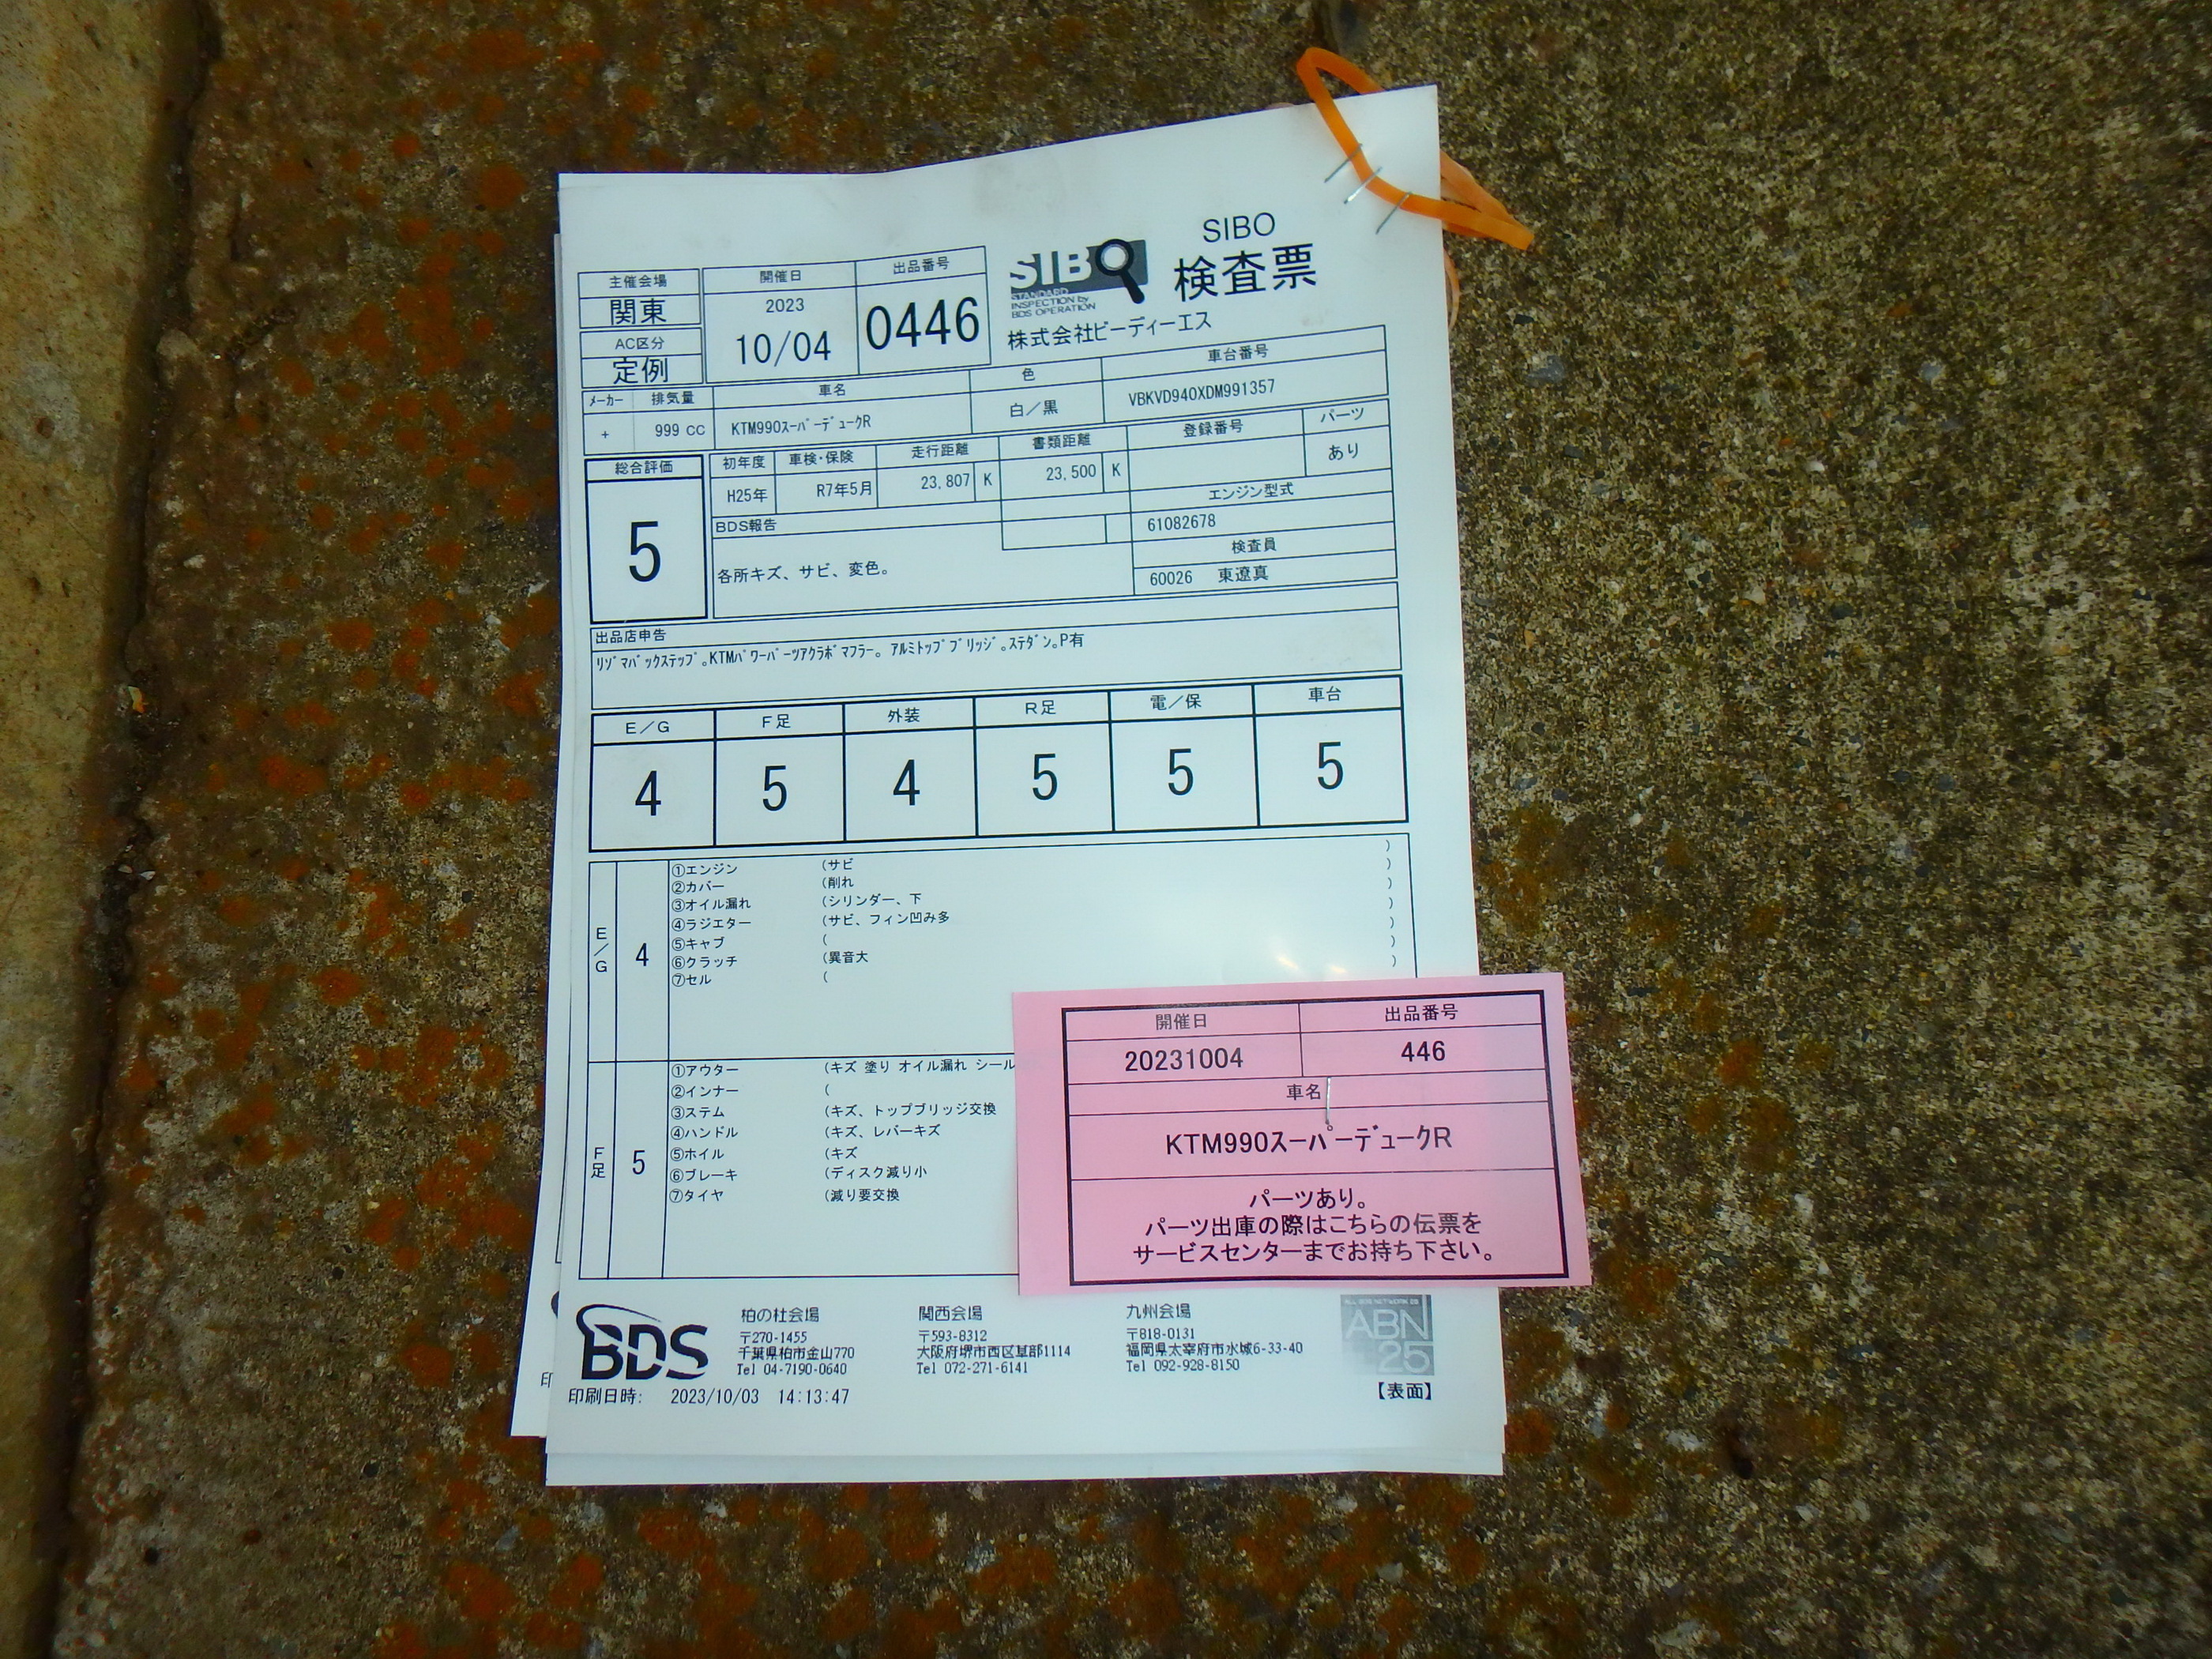 SIBO
STANDARD
INSPECTION by
BDS OPERATION
SIBO
検査票
株式会社ビーディーエス
主催会場
関東
AC区分
定例
開催日
2023
10/04
出品番号
0446
メーカー 排気量 車名 色 車台番号
+ 999 CC KTM990スーパーデュークR 白/黒 VBKVD940XDM991357
総合評価
5
初年度 車検・保険 走行距離 書類距離 登録番号 パーツ
H25年 R7年5月 23,807 K 23,500 K あり
BDS報告
各所キズ、サビ、変色。
エンジン型式
61082678
検査員
60026 東遼真
出品店申告
リゾマバックステップ。KTMパワーパーツアクラボマフラー。アルミトップブリッジ。ステダン。P有
E/G F足 外装 R足 電/保 車台
4 5 4 5 5 5
E/G
4
①エンジン (サビ )
②カバー (削れ )
③オイル漏れ (シリンダー、下 )
④ラジエター (サビ、フィン凹み多 )
⑤キャブ ( )
⑥クラッチ (異音大 )
⑦セル ( )
F足
5
①アウター (キズ 塗り オイル漏れ シール
②インナー (
③ステム (キズ、トップブリッジ交換
④ハンドル (キズ、レバーキズ
⑤ホイル (キズ
⑥ブレーキ (ディスク減り小
⑦タイヤ (減り要交換
開催日 出品番号
20231004 446
車名
KTM990スーパーデュークR
パーツあり。
パーツ出庫の際はこちらの伝票を
サービスセンターまでお持ち下さい。
BDS
柏の杜会場
〒270-1455
千葉県柏市金山770
Tel 04-7190-0640
関西会場
〒593-8312
大阪府堺市西区草部1114
Tel 072-271-6141
九州会場
〒818-0131
福岡県太宰府市水城6-33-40
Tel 092-928-8150
ABN
25
印刷日時: 2023/10/03 14:13:47
【表面】
印